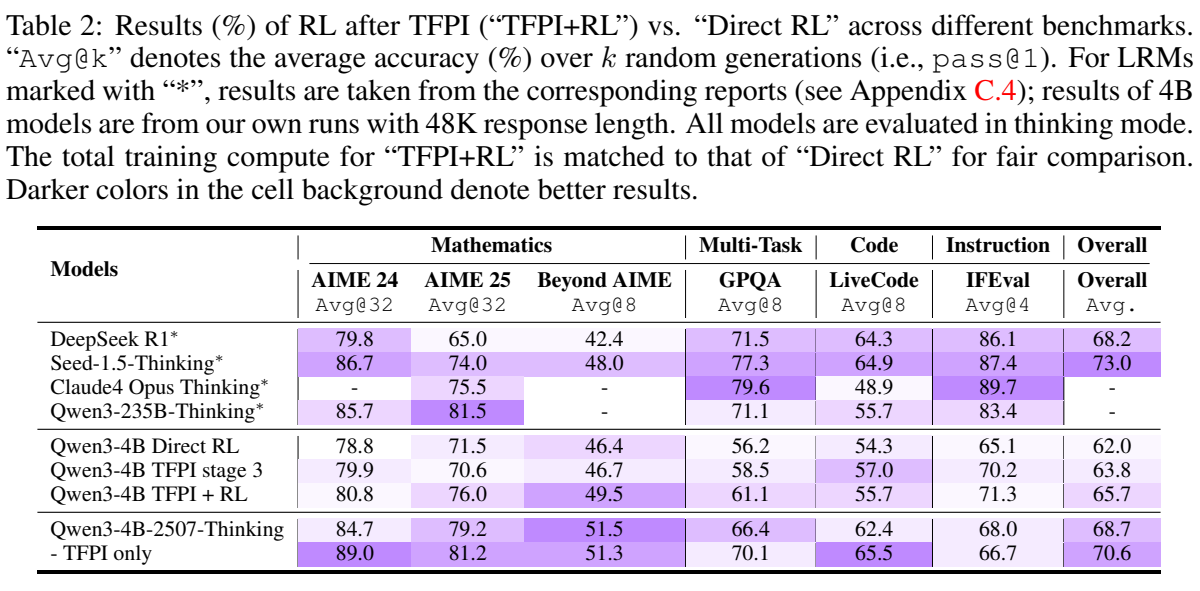 Table 2: Results (%) of RL after TFPI (“TFPI+RL”) vs. “Direct RL” across different benchmarks.
“Avg@k” denotes the average accuracy (%) over k random generations (i.e., pass@1). For LRMs
marked with “*”, results are taken from the corresponding reports (see Appendix C.4); results of 4B
models are from our own runs with 48K response length. All models are evaluated in thinking mode.
The total training compute for “TFPI+RL” is matched to that of “Direct RL” for fair comparison.
Darker colors in the cell background denote better results.
Models Mathematics Multi-Task Code Instruction Overall
AIME 24 AIME 25 Beyond AIME GPQA LiveCode IFEval Overall
Avg@32 Avg@32 Avg@8 Avg@8 Avg@8 Avg@4 Avg.
DeepSeek R1* 79.8 65.0 42.4 71.5 64.3 86.1 68.2
Seed-1.5-Thinking* 86.7 74.0 48.0 77.3 64.9 87.4 73.0
Claude4 Opus Thinking* - 75.5 - 79.6 48.9 89.7 -
Qwen3-235B-Thinking* 85.7 81.5 - 71.1 55.7 83.4 -
Qwen3-4B Direct RL 78.8 71.5 46.4 56.2 54.3 65.1 62.0
Qwen3-4B TFPI stage 3 79.9 70.6 46.7 58.5 57.0 70.2 63.8
Qwen3-4B TFPI + RL 80.8 76.0 49.5 61.1 55.7 71.3 65.7
Qwen3-4B-2507-Thinking 84.7 79.2 51.5 66.4 62.4 68.0 68.7
- TFPI only 89.0 81.2 51.3 70.1 65.5 66.7 70.6